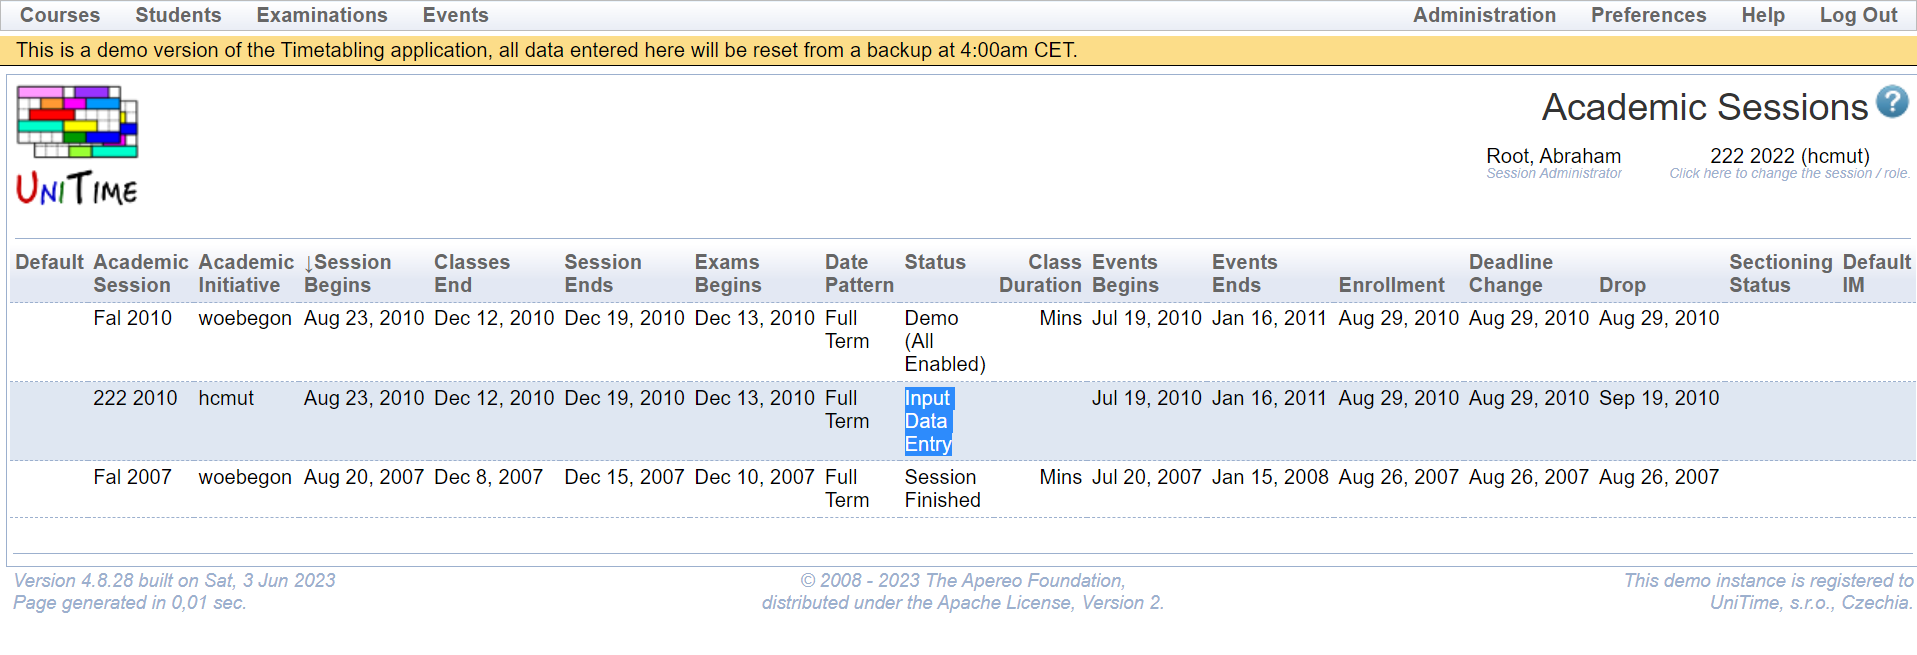 Courses Students Examinations Events Administration Preferences Help Log Out
This is a demo version of the Timetabling application, all data entered here will be reset from a backup at 4:00am CET.
UniTime
Academic Sessions ?
Root, Abraham 222 2022 (hcmut)
Session Administrator Click here to change the session / role.
Default Academic Academic ↓Session Classes Session Exams Date Status Class Events Events Deadline Sectioning Default
Session Initiative Begins End Ends Begins Pattern Duration Begins Ends Enrollment Change Drop Status IM
Fal 2010 woebegon Aug 23, 2010 Dec 12, 2010 Dec 19, 2010 Dec 13, 2010 Full Demo Mins Jul 19, 2010 Jan 16, 2011 Aug 29, 2010 Aug 29, 2010 Aug 29, 2010
Term (All
Enabled)
222 2010 hcmut Aug 23, 2010 Dec 12, 2010 Dec 19, 2010 Dec 13, 2010 Full Input Jul 19, 2010 Jan 16, 2011 Aug 29, 2010 Aug 29, 2010 Sep 19, 2010
Term Data
Entry
Fal 2007 woebegon Aug 20, 2007 Dec 8, 2007 Dec 15, 2007 Dec 10, 2007 Full Session Mins Jul 20, 2007 Jan 15, 2008 Aug 26, 2007 Aug 26, 2007 Aug 26, 2007
Term Finished
Version 4.8.28 built on Sat, 3 Jun 2023 © 2008 - 2023 The Apereo Foundation, This demo instance is registered to
Page generated in 0,01 sec. distributed under the Apache License, Version 2. UniTime, s.r.o., Czechia.